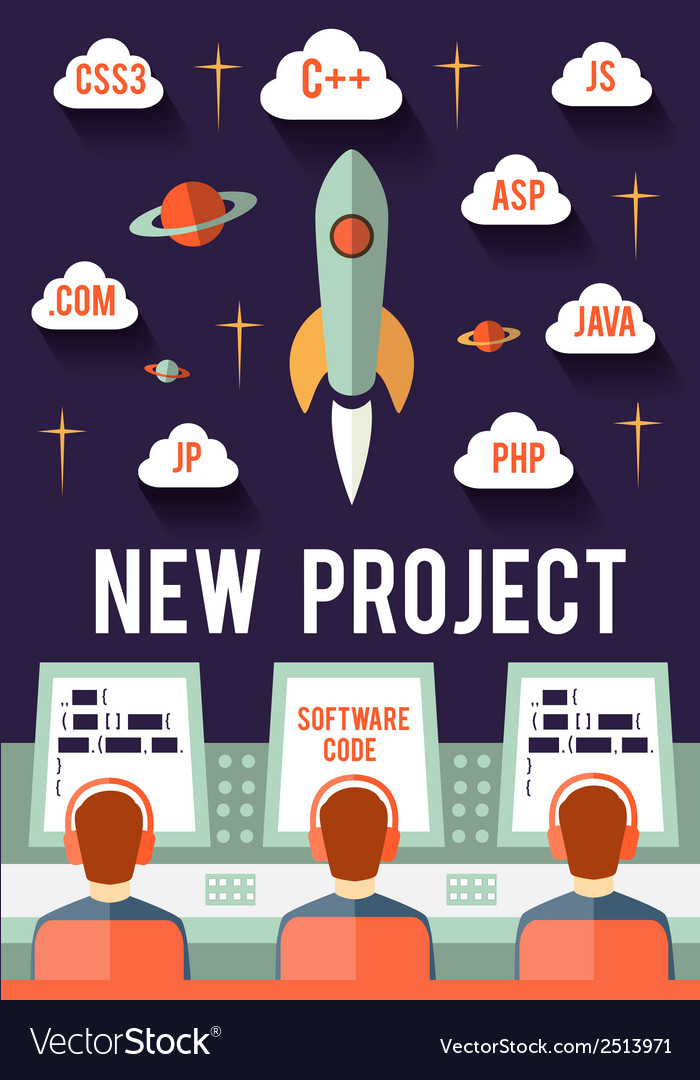 CSS3
C++
JS
ASP
.COM
JAVA
JP
PHP
NEW PROJECT
,, {
( [ ] {
.( , .
}
{
SOFTWARE
CODE
,, {
( [ ] {
.( , .
}
{
VectorStock®
VectorStock.com/2513971